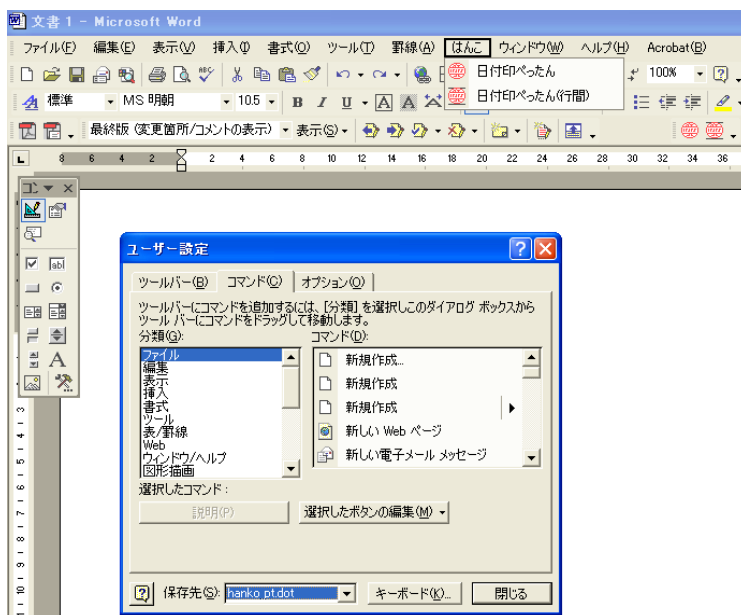 文書 1 - Microsoft Word
ファイル(F) 編集(E) 表示(V) 挿入(I) 書式(O) ツール(T) 罫線(A) はんこ ウィンドウ(W) ヘルプ(H) Acrobat(B)
日付印ぺったん
100%
標準 MS 明朝 10.5 B I U A A
日付印ぺったん(行間)
最終版 (変更箇所/コメントの表示) 表示(S)
L 8 6 4 2 2 4 6 8 10 12 14 16 18 20 22 24 26 28 30 32 34 36
ユーザー設定
ツールバー(B) コマンド(C) オプション(O)
ツールバーにコマンドを追加するには、[分類] を選択しこのダイアログ ボックスから
ツール バーにコマンドをドラッグして移動します。
分類(G): コマンド(D):
ファイル
編集
表示
挿入
書式
ツール
表/罫線
Web
ウィンドウ/ヘルプ
図形描画
新規作成...
新規作成
新規作成
新しい Web ページ
新しい電子メール メッセージ
選択したコマンド :
説明(P) 選択したボタンの編集(M)
保存先(S): hanko pt.dot キーボード(K)... 閉じる